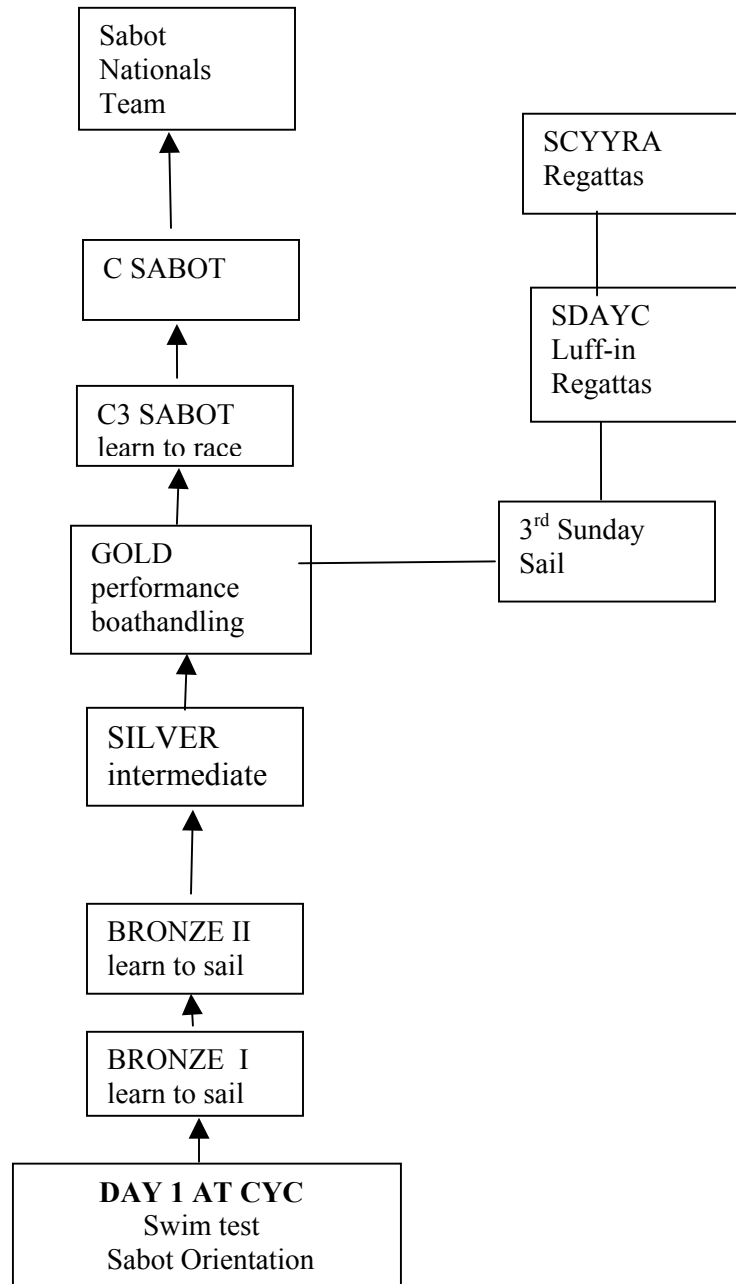 Sabot
Nationals
Team
SCYYRA
Regattas
C SABOT
SDAYC
Luff-in
Regattas
C3 SABOT
learn to race
3rd Sunday
Sail
GOLD
performance
boathandling
SILVER
intermediate
BRONZE II
learn to sail
BRONZE I
learn to sail
DAY 1 AT CYC
Swim test
Sabot Orientation